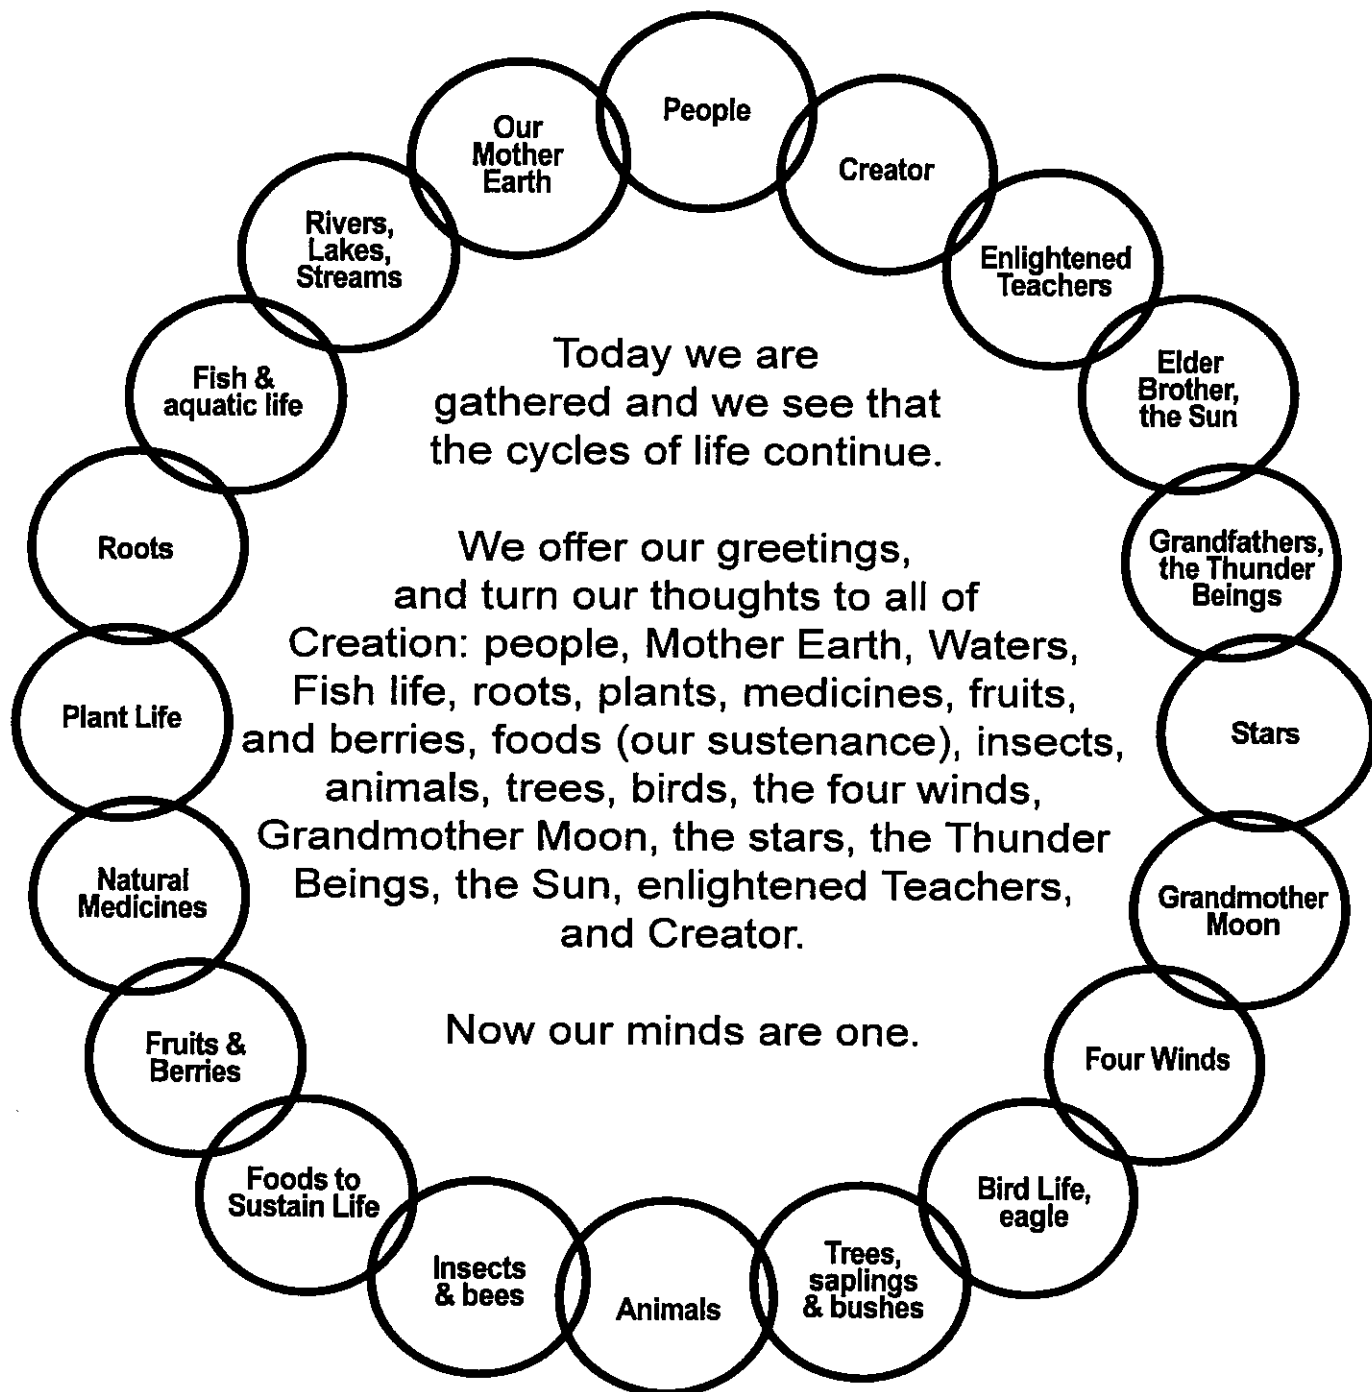 People
Creator
Enlightened
Teachers
Elder
Brother,
the Sun
Grandfathers,
the Thunder
Beings
Stars
Grandmother
Moon
Four Winds
Bird Life,
eagle
Trees,
saplings
& bushes
Animals
Insects
& bees
Foods to
Sustain Life
Fruits &
Berries
Natural
Medicines
Plant Life
Roots
Fish &
aquatic life
Rivers,
Lakes,
Streams
Our
Mother
Earth
Today we are
gathered and we see that
the cycles of life continue.
We offer our greetings,
and turn our thoughts to all of
Creation: people, Mother Earth, Waters,
Fish life, roots, plants, medicines, fruits,
and berries, foods (our sustenance), insects,
animals, trees, birds, the four winds,
Grandmother Moon, the stars, the Thunder
Beings, the Sun, enlightened Teachers,
and Creator.
Now our minds are one.